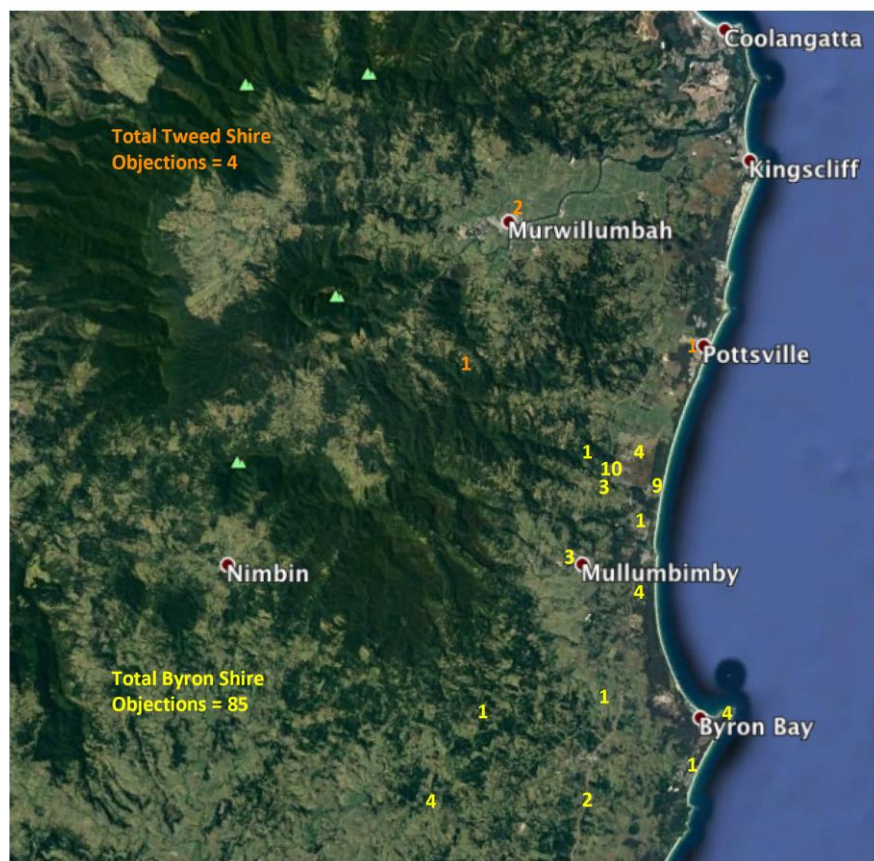 Coolangatta
Total Tweed Shire
Objections = 4
Kingscliff
2
Murwillumbah
1
Pottsville
1
1
4
10
3
9
1
3
Nimbin
Mullumbimby
4
Total Byron Shire
Objections = 85
1
1
4
Byron Bay
1
4
2